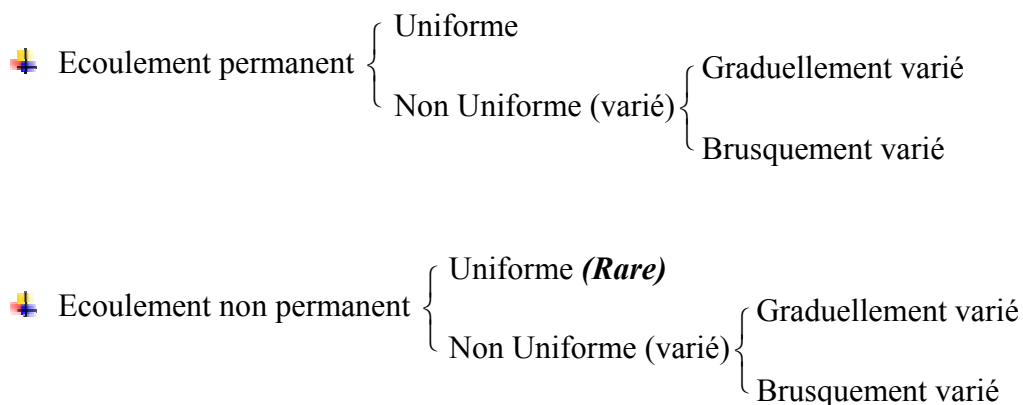 Uniforme
Ecoulement permanent
Graduellement varié
Non Uniforme (varié)
Brusquement varié
Uniforme (Rare)
Ecoulement non permanent
Graduellement varié
Non Uniforme (varié)
Brusquement varié